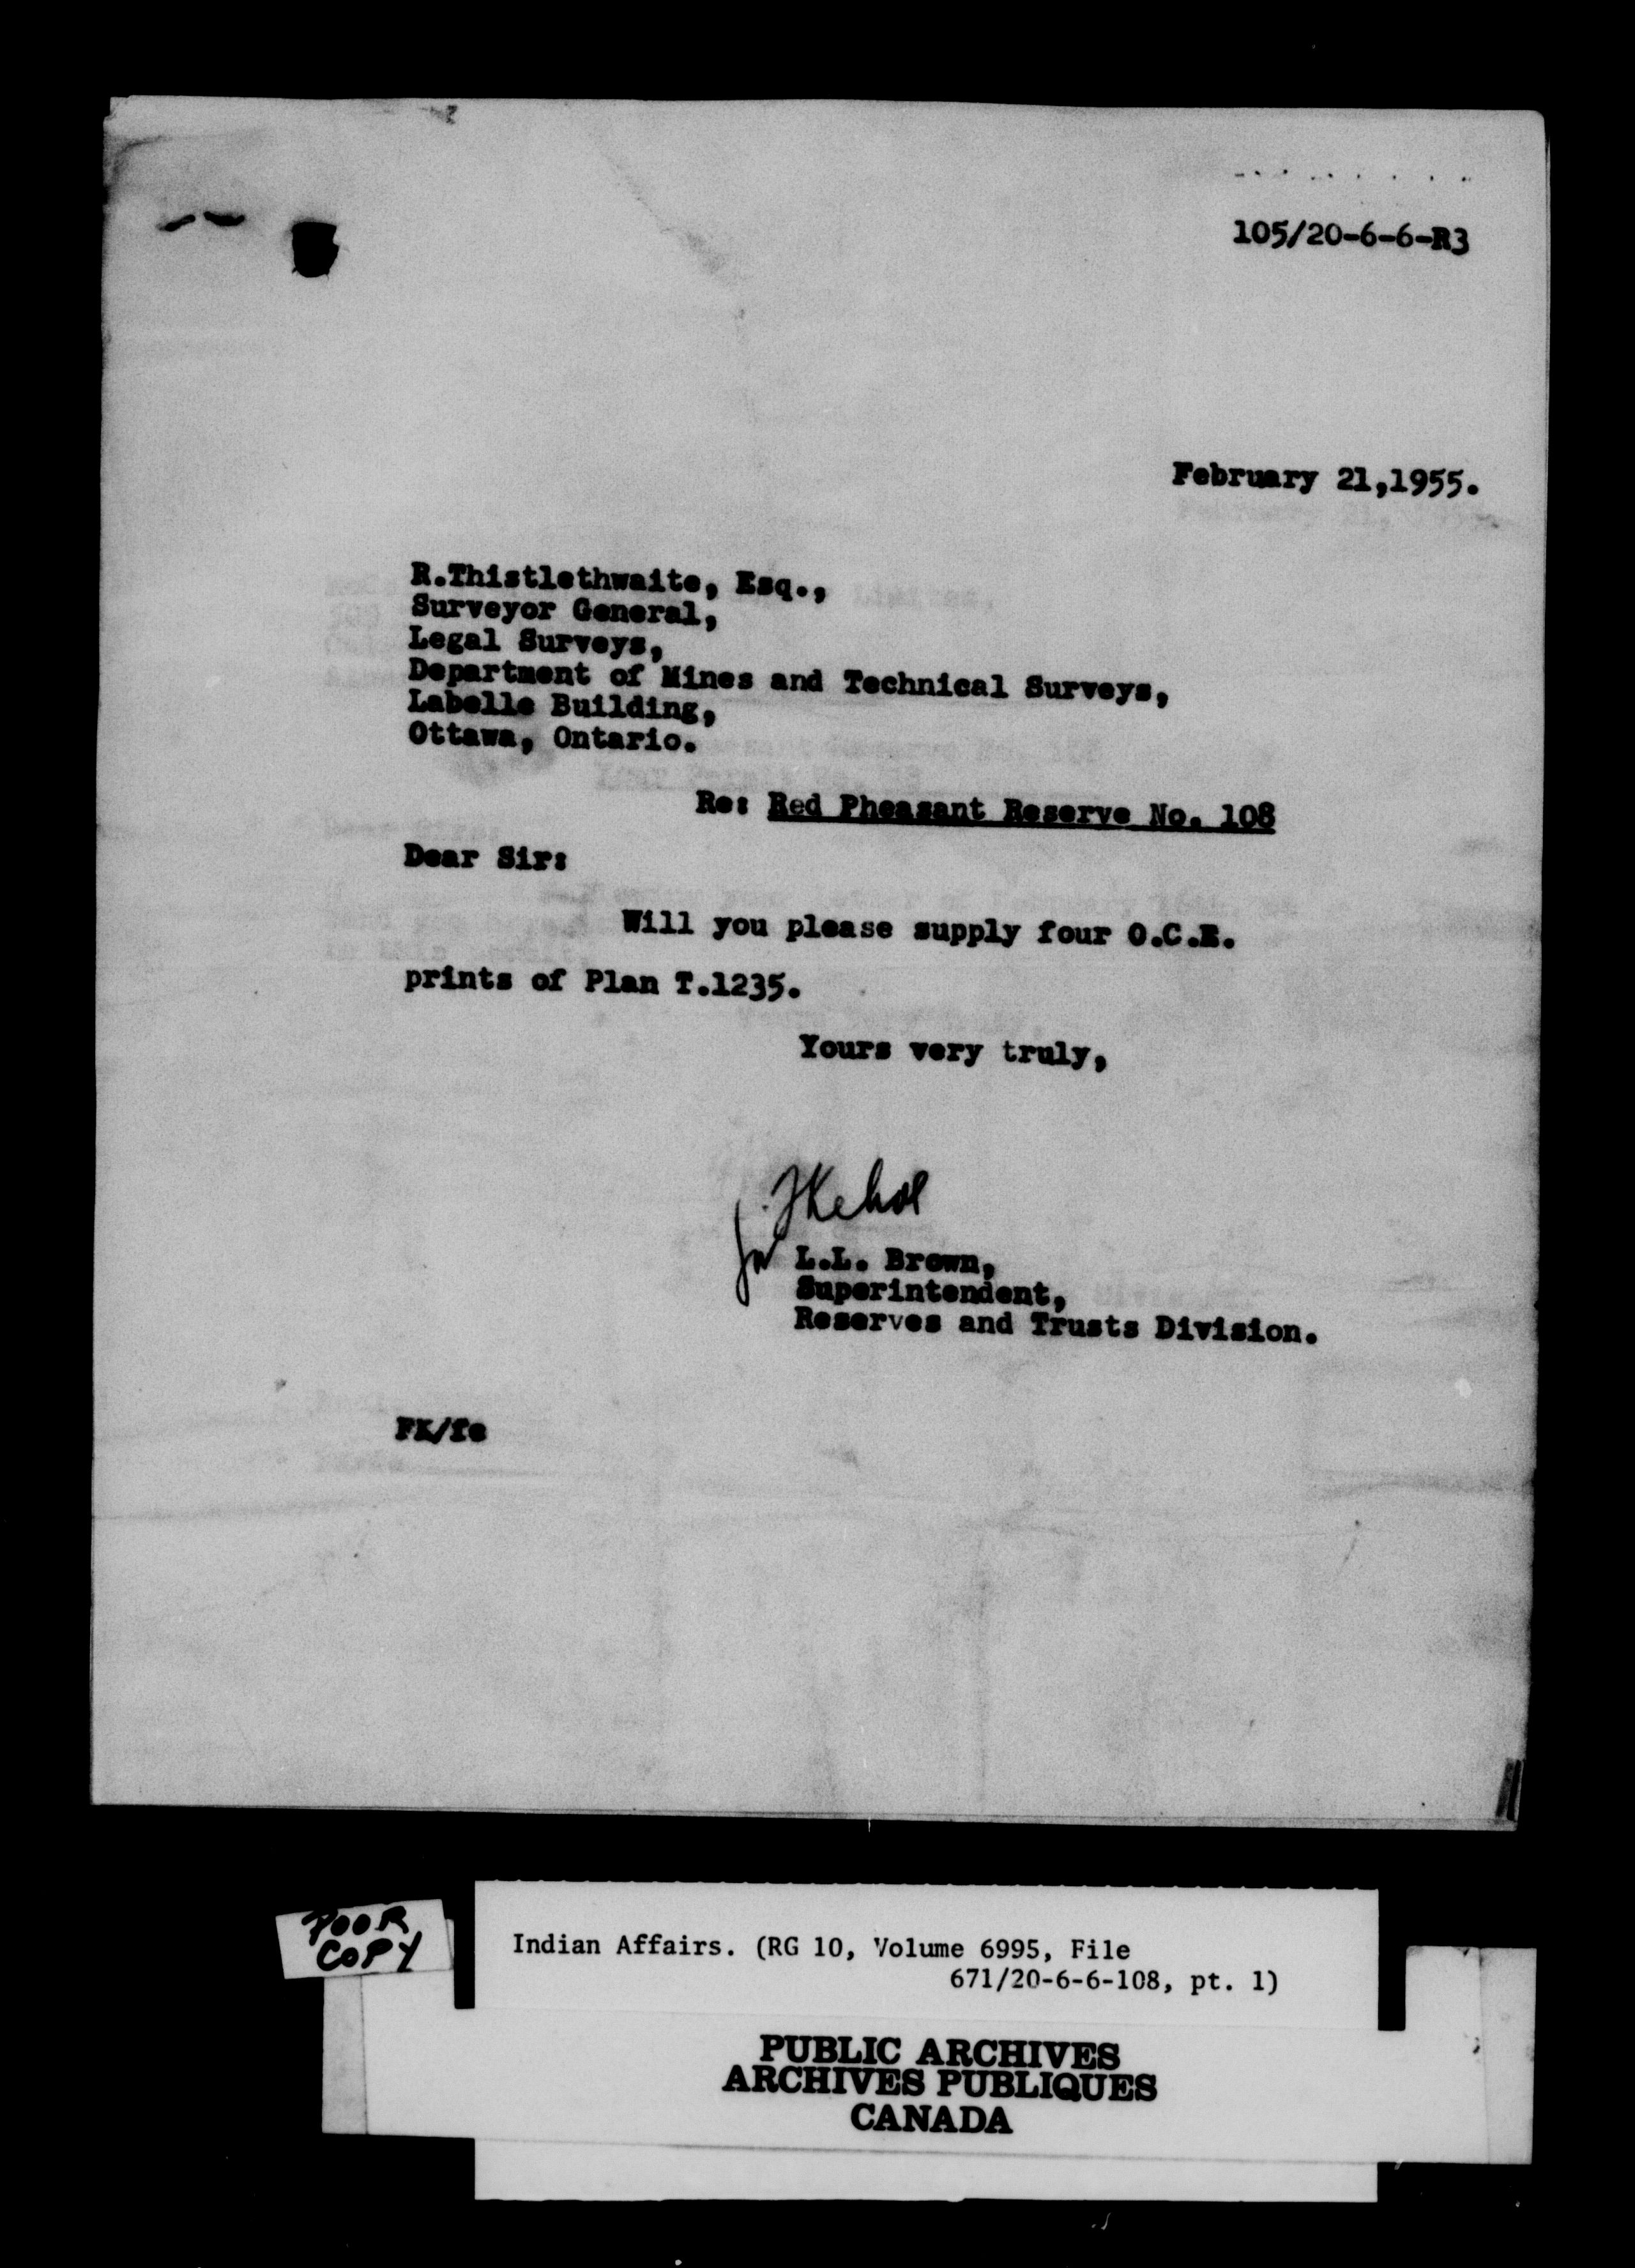 105/20-6-6-R3
February 21,1955.
R.Thistlethwaite, Esq.,
Surveyor General,
Legal Surveys,
Department of Mines and Technical Surveys,
Labelle Building,
Ottawa, Ontario.
Re: Red Pheasant Reserve No. 108
Dear Sir:
Will you please supply four O.C.E.
prints of Plan T.1235.
Yours very truly,
for L.L. Brown,
Superintendent,
Reserves and Trusts Division.
FK/fe
POOR
COPY
Indian Affairs. (RG 10, Volume 6995, File
671/20-6-6-108, pt. 1)
PUBLIC ARCHIVES
ARCHIVES PUBLIQUES
CANADA